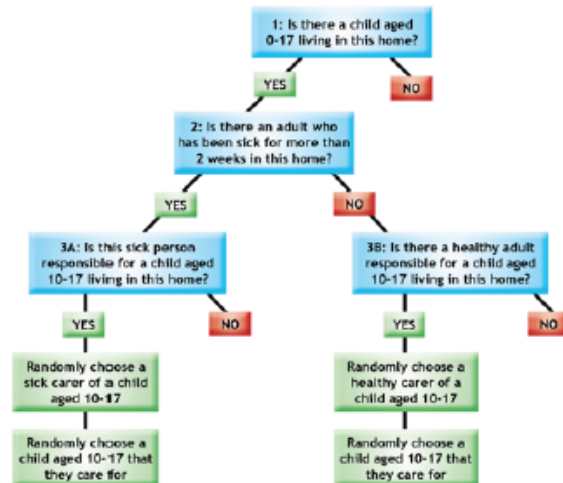 1: Is there a child aged
0-17 living in this home?
YES
NO
2: Is there an adult who
has been sick for more than
2 weeks in this home?
YES
NO
3A: Is this sick person
responsible for a child aged
10-17 living in this home?
3B: Is there a healthy adult
responsible for a child aged
10-17 living in this home?
YES
NO
YES
NO
Randomly choose a
sick carer of a child
aged 10-17
Randomly choose a
healthy carer of a
child aged 10-17
Randomly choose a
child aged 10-17 that
they care for
Randomly choose a
child aged 10-17 that
they care for